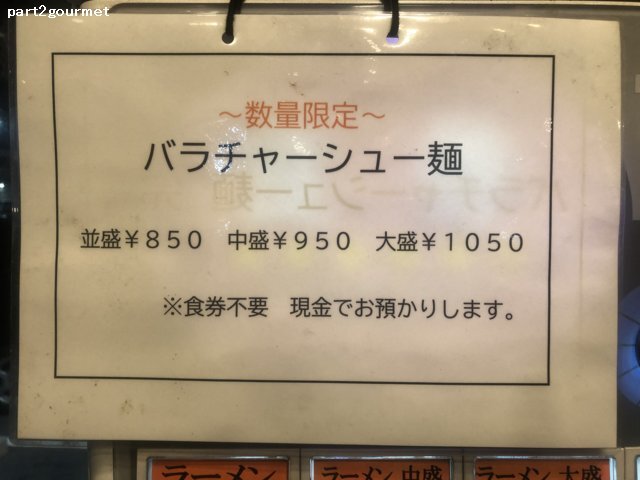 part2gourmet
～数量限定～
バラチャーシュー麺
並盛￥８５０　中盛￥９５０　大盛￥１０５０
※食券不要　現金でお預かりします。
ラーメン
ラーメン 中盛
ラーメン 大盛